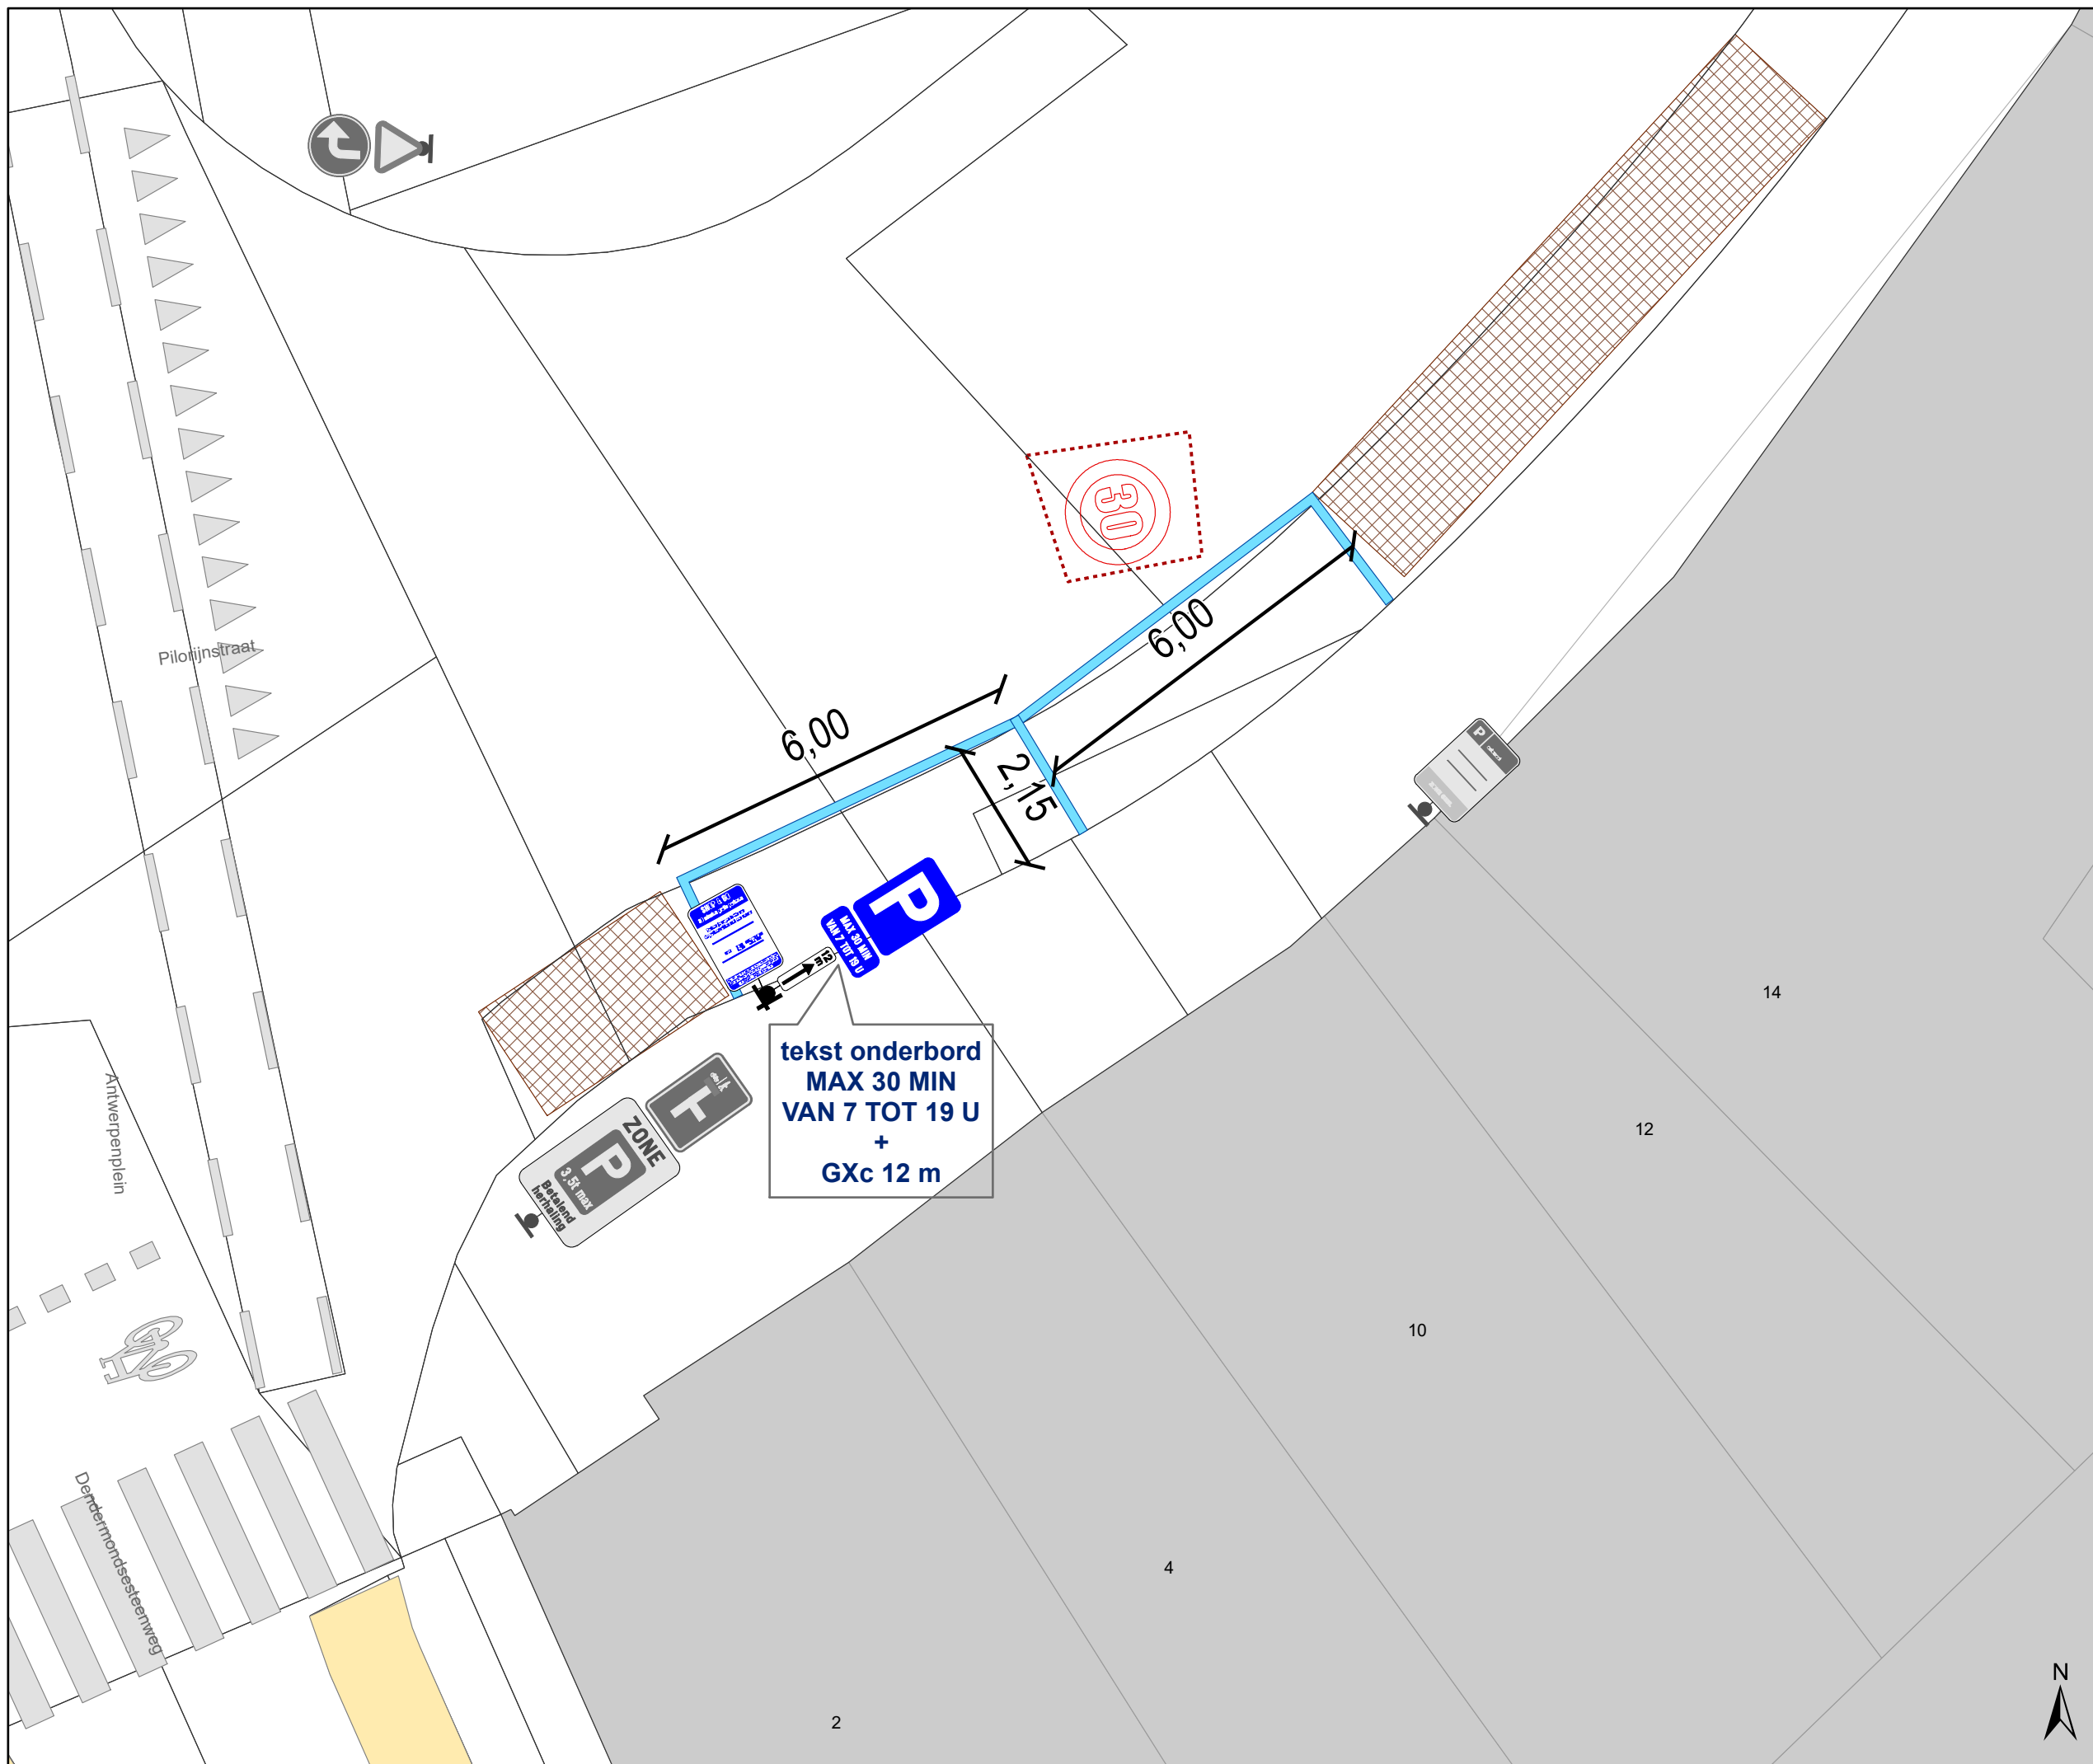 30
6,00
Pilorijnstraat
6,00
2,15
P
P
MAX 30 MIN
VAN 7 TOT 19 U
12 m
14
tekst onderbord
MAX 30 MIN
VAN 7 TOT 19 U
+
GXc 12 m
T
ZONE
P
3,5t max
Betalend
herhaling
12
Antwerpenplein
10
Dendermondsesteenweg
4
N
2